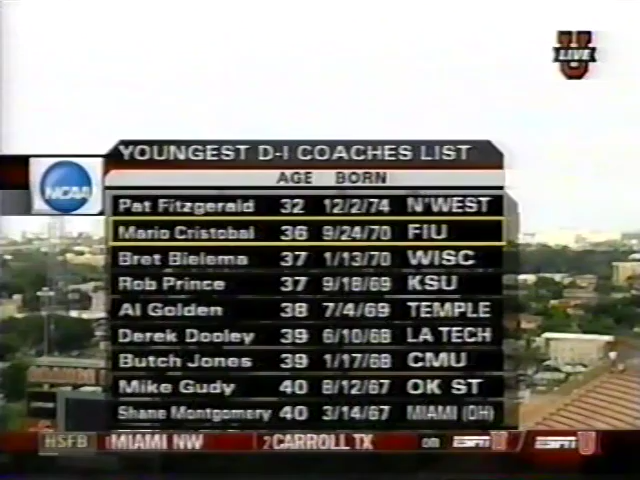 U
LIVE
YOUNGEST D-I COACHES LIST
NCAA
AGE BORN
Pat Fitzgerald 32 12/2/74 N'WEST
Mario Cristobal 36 9/24/70 FIU
Bret Bielema 37 1/13/70 WISC
Rob Prince 37 9/18/69 KSU
Al Golden 38 7/4/69 TEMPLE
Derek Dooley 39 6/10/68 LA TECH
Butch Jones 39 1/17/68 CMU
Mike Gudy 40 8/12/67 OK ST
Shane Montgomery 40 3/14/67 MIAMI (OH)
HSFB 1 MIAMI NW 2 CARROLL TX on ESPN U / ESPN U